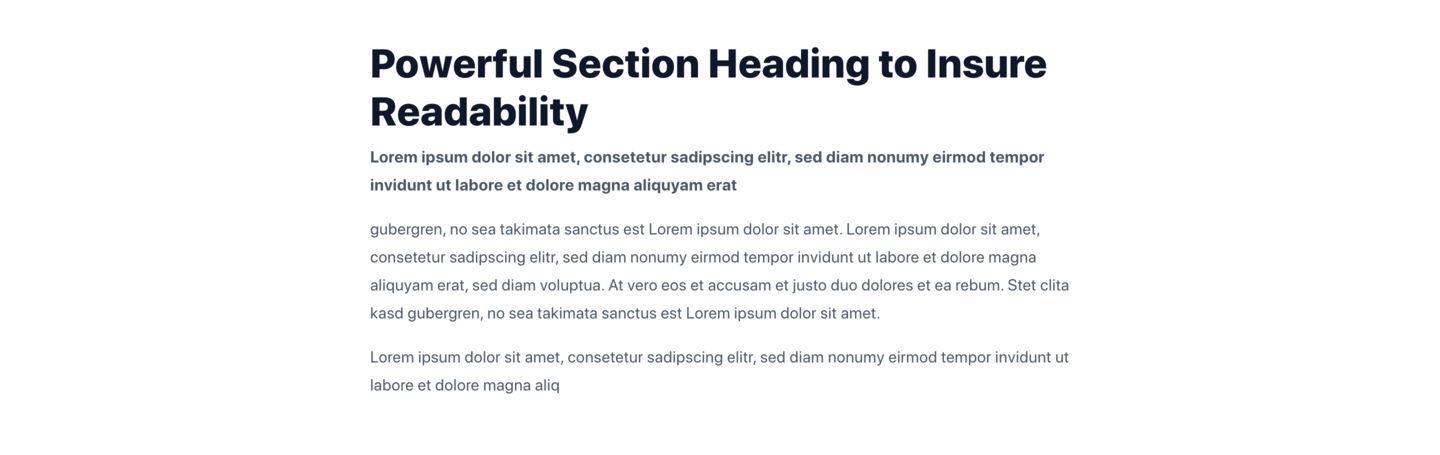 Powerful Section Heading to Insure
Readability
Lorem ipsum dolor sit amet, consetetur sadipscing elitr, sed diam nonumy eirmod tempor
invidunt ut labore et dolore magna aliquyam erat
gubergren, no sea takimata sanctus est Lorem ipsum dolor sit amet. Lorem ipsum dolor sit amet,
consetetur sadipscing elitr, sed diam nonumy eirmod tempor invidunt ut labore et dolore magna
aliquyam erat, sed diam voluptua. At vero eos et accusam et justo duo dolores et ea rebum. Stet clita
kasd gubergren, no sea takimata sanctus est Lorem ipsum dolor sit amet.
Lorem ipsum dolor sit amet, consetetur sadipscing elitr, sed diam nonumy eirmod tempor invidunt ut
labore et dolore magna aliq